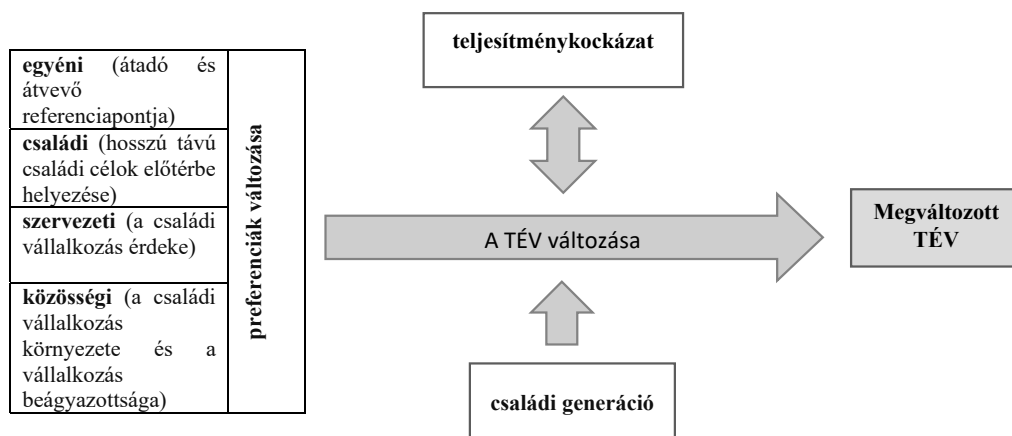 teljesítménykockázat
egyéni (átadó és
átvevő
referenciapontja)
családi (hosszú távú
családi célok előtérbe
helyezése)
szervezeti (a családi
vállalkozás érdeke)
közösségi (a családi
vállalkozás
környezete és a
vállalkozás
beágyazottsága)
preferenciák változása
A TÉV változása
Megváltozott
TÉV
családi generáció